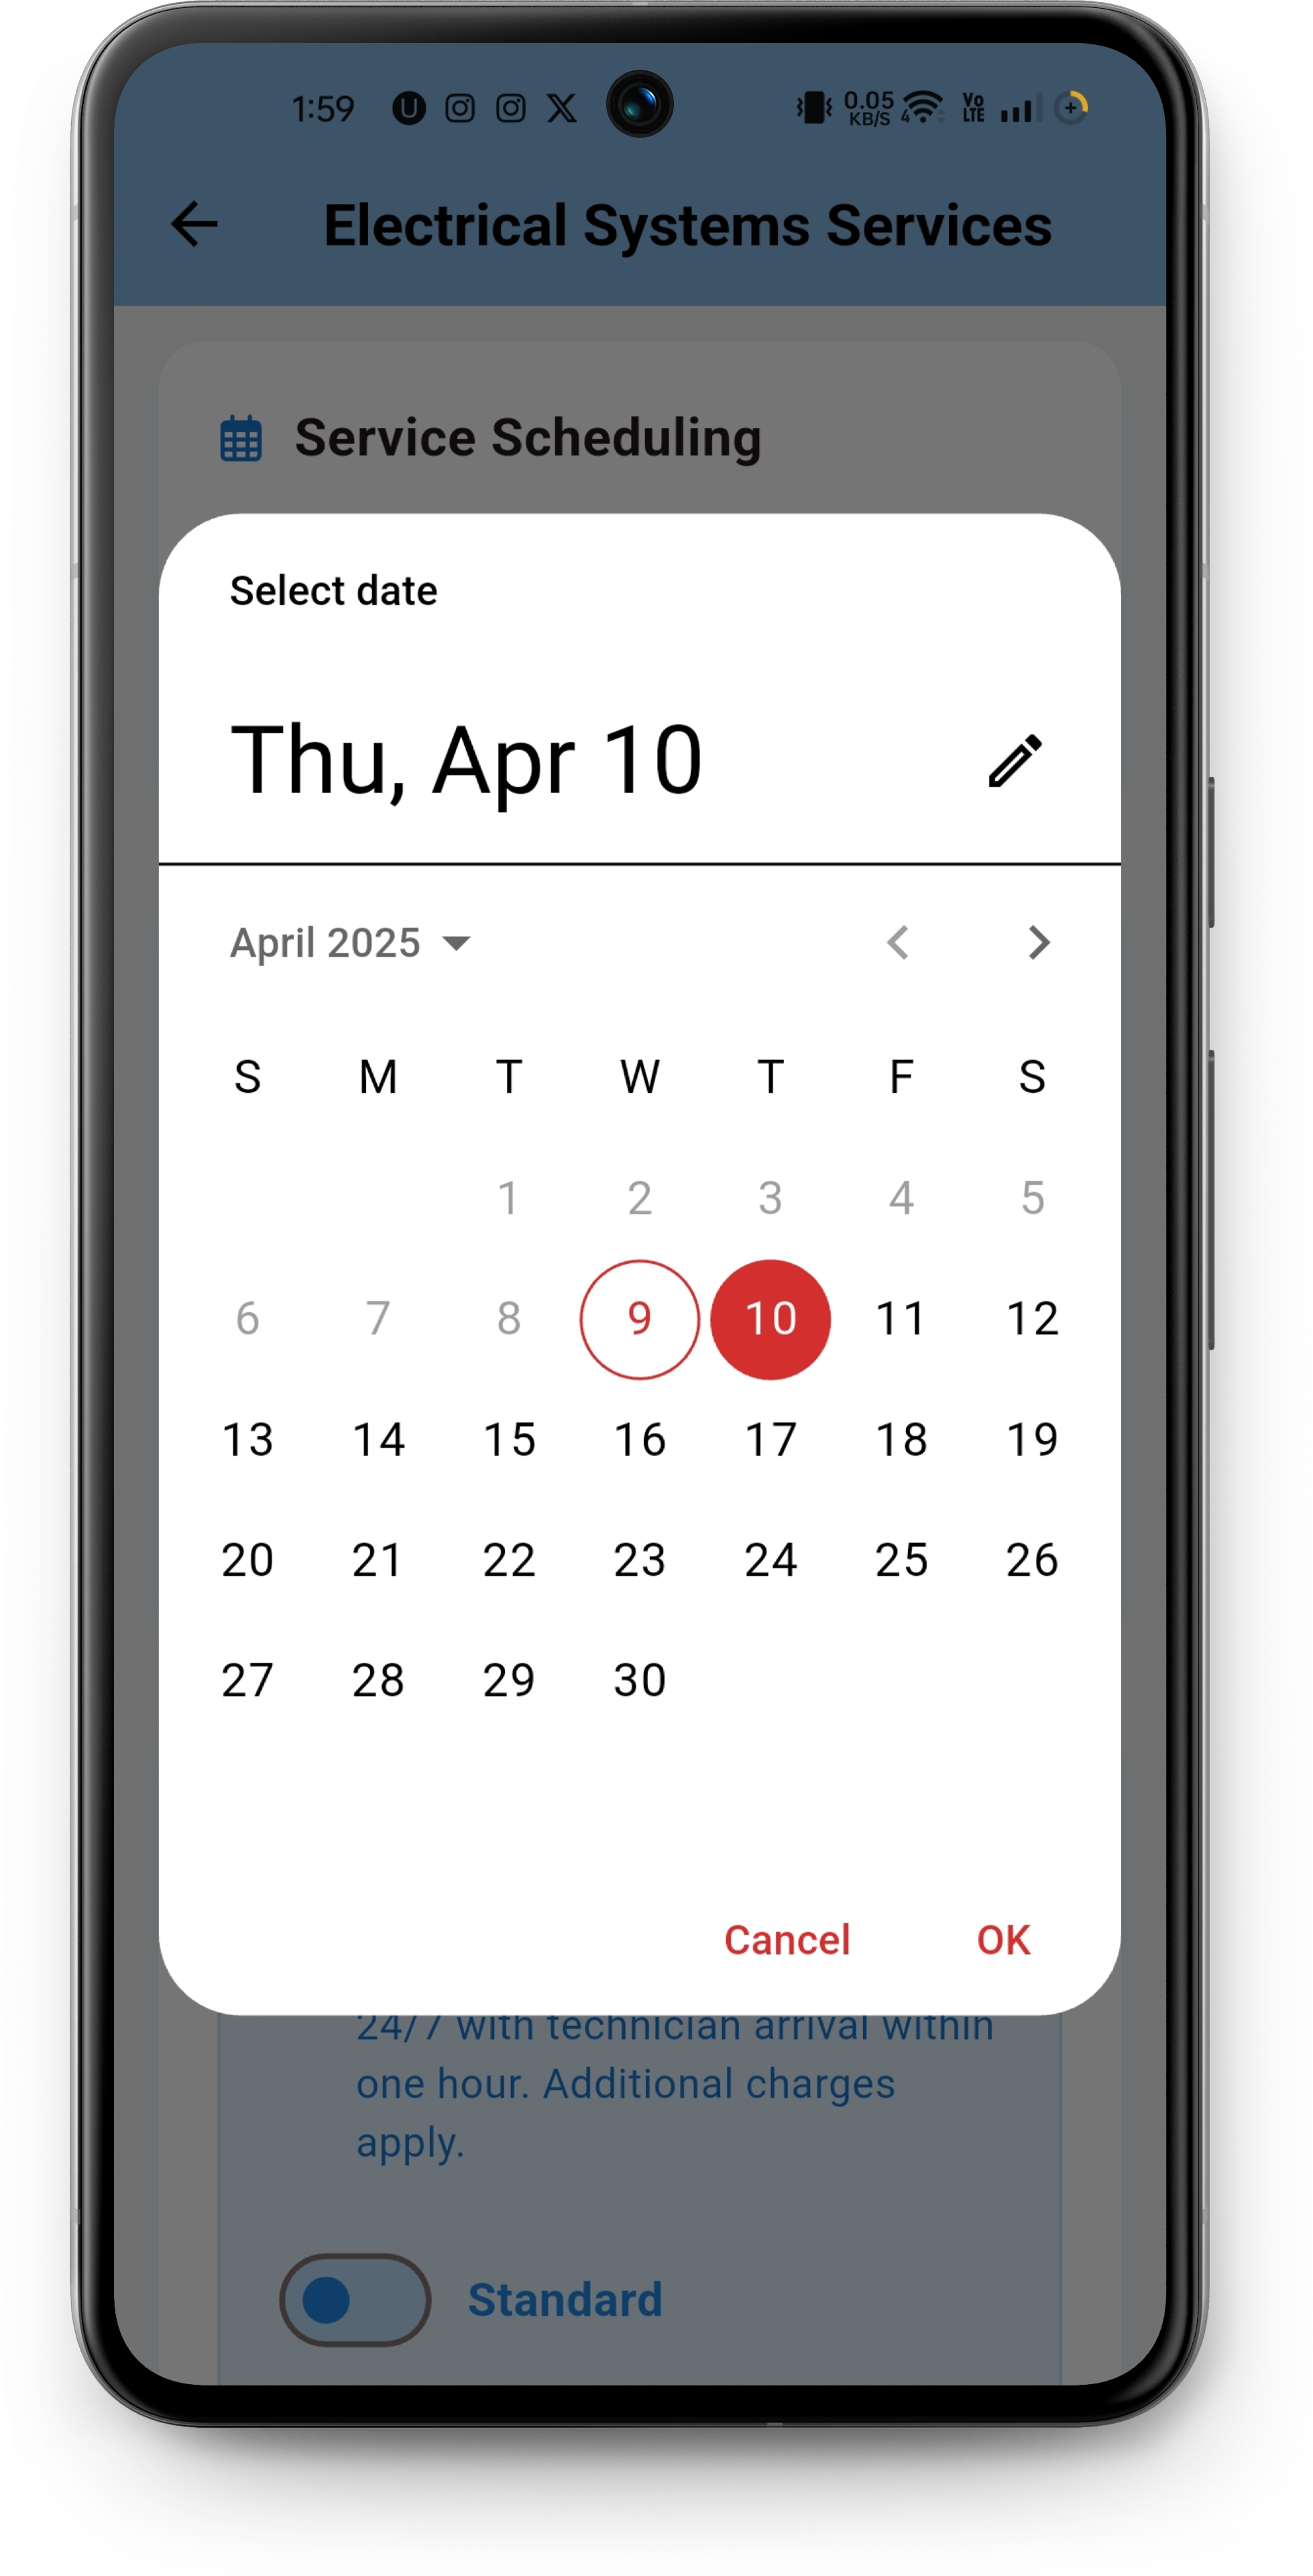 1:59
0.05
KB/S
4
Vo
LTE
Electrical Systems Services
Service Scheduling
Select date
Thu, Apr 10
April 2025
S M T W T F S
1 2 3 4 5
6 7 8 9 10 11 12
13 14 15 16 17 18 19
20 21 22 23 24 25 26
27 28 29 30
Cancel OK
24/7 with technician arrival within
one hour. Additional charges
apply.
Standard